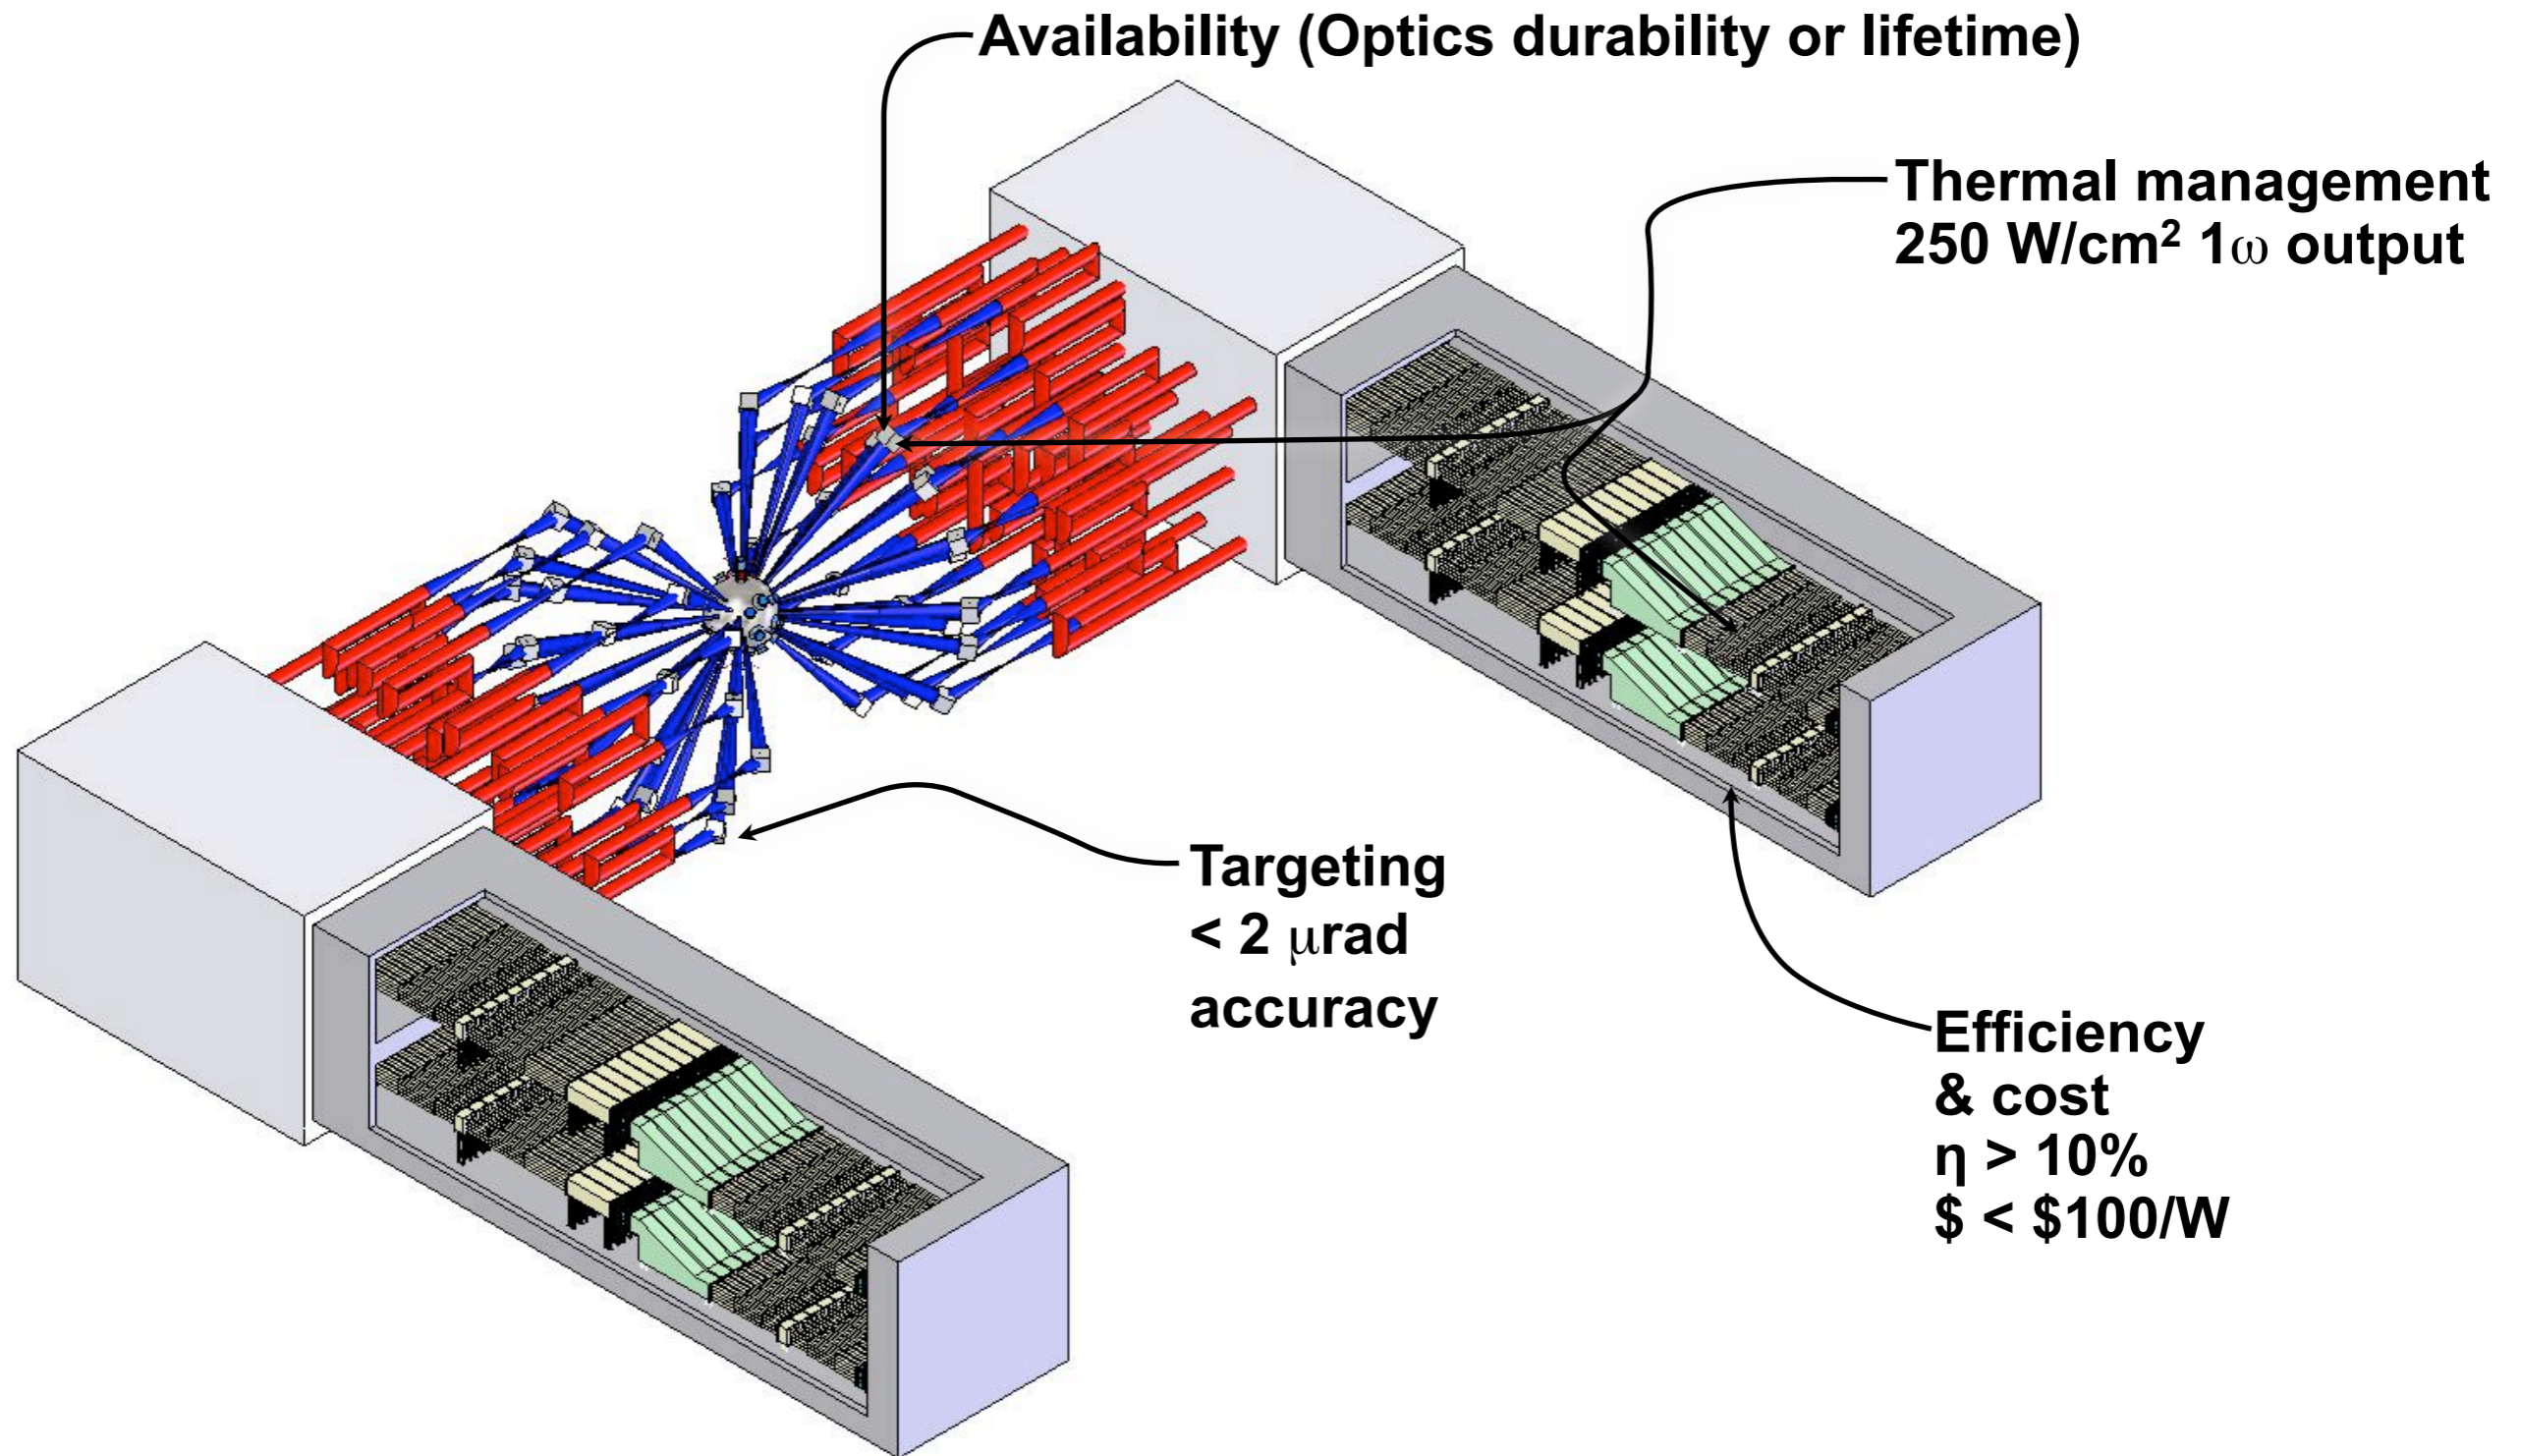 Availability (Optics durability or lifetime)
Thermal management
250 W/cm² 1ω output
Targeting
< 2 μrad
accuracy
Efficiency
& cost
η > 10%
$ < $100/W